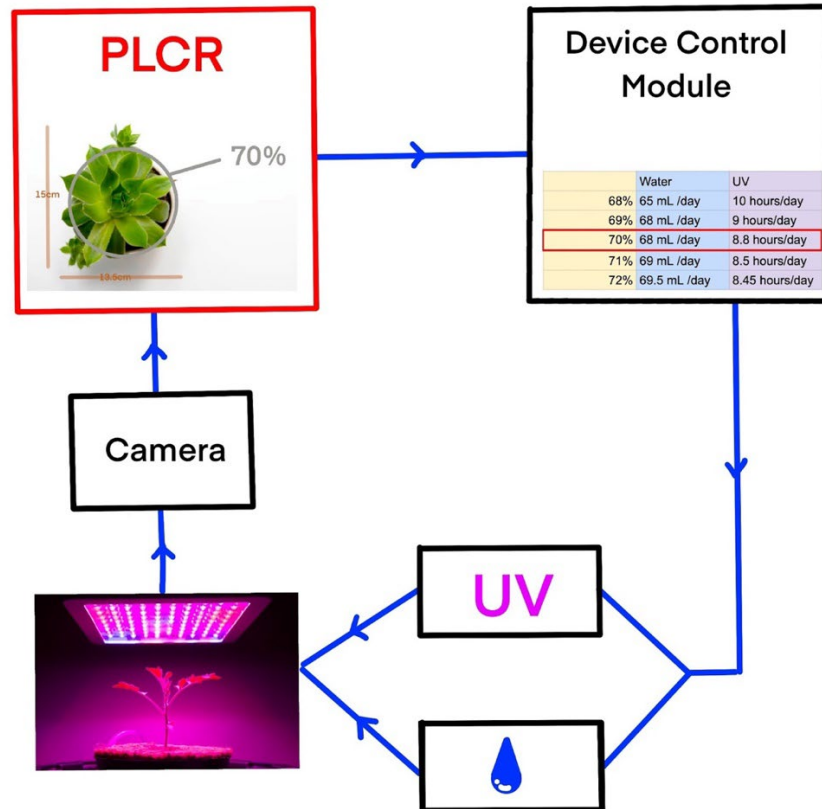 PLCR
70%
15cm
13.5cm
Device Control
Module
Water UV
68% 65 mL /day 10 hours/day
69% 68 mL /day 9 hours/day
70% 68 mL /day 8.8 hours/day
71% 69 mL /day 8.5 hours/day
72% 69.5 mL /day 8.45 hours/day
Camera
UV